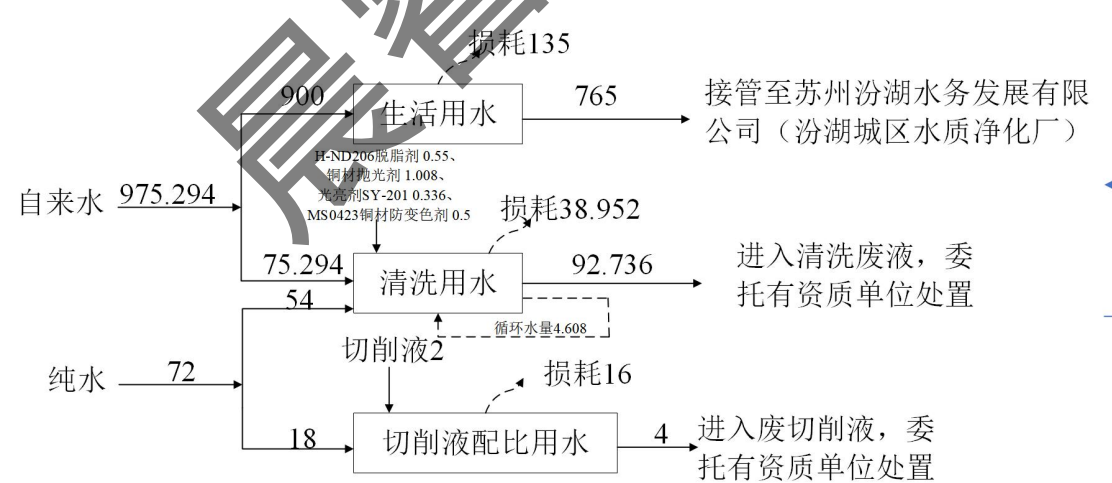 损耗135
900
生活用水
765
接管至苏州汾湖水务发展有限
公司（汾湖城区水质净化厂）
H-ND206脱脂剂 0.55、
铜材抛光剂 1.008、
光亮剂SY-201 0.336、
MS0423铜材防变色剂 0.5
自来水
975.294
损耗38.952
75.294
清洗用水
92.736
进入清洗废液，委
托有资质单位处置
54
循环水量4.608
切削液2
纯水
72
损耗16
18
切削液配比用水
4
进入废切削液，委
托有资质单位处置